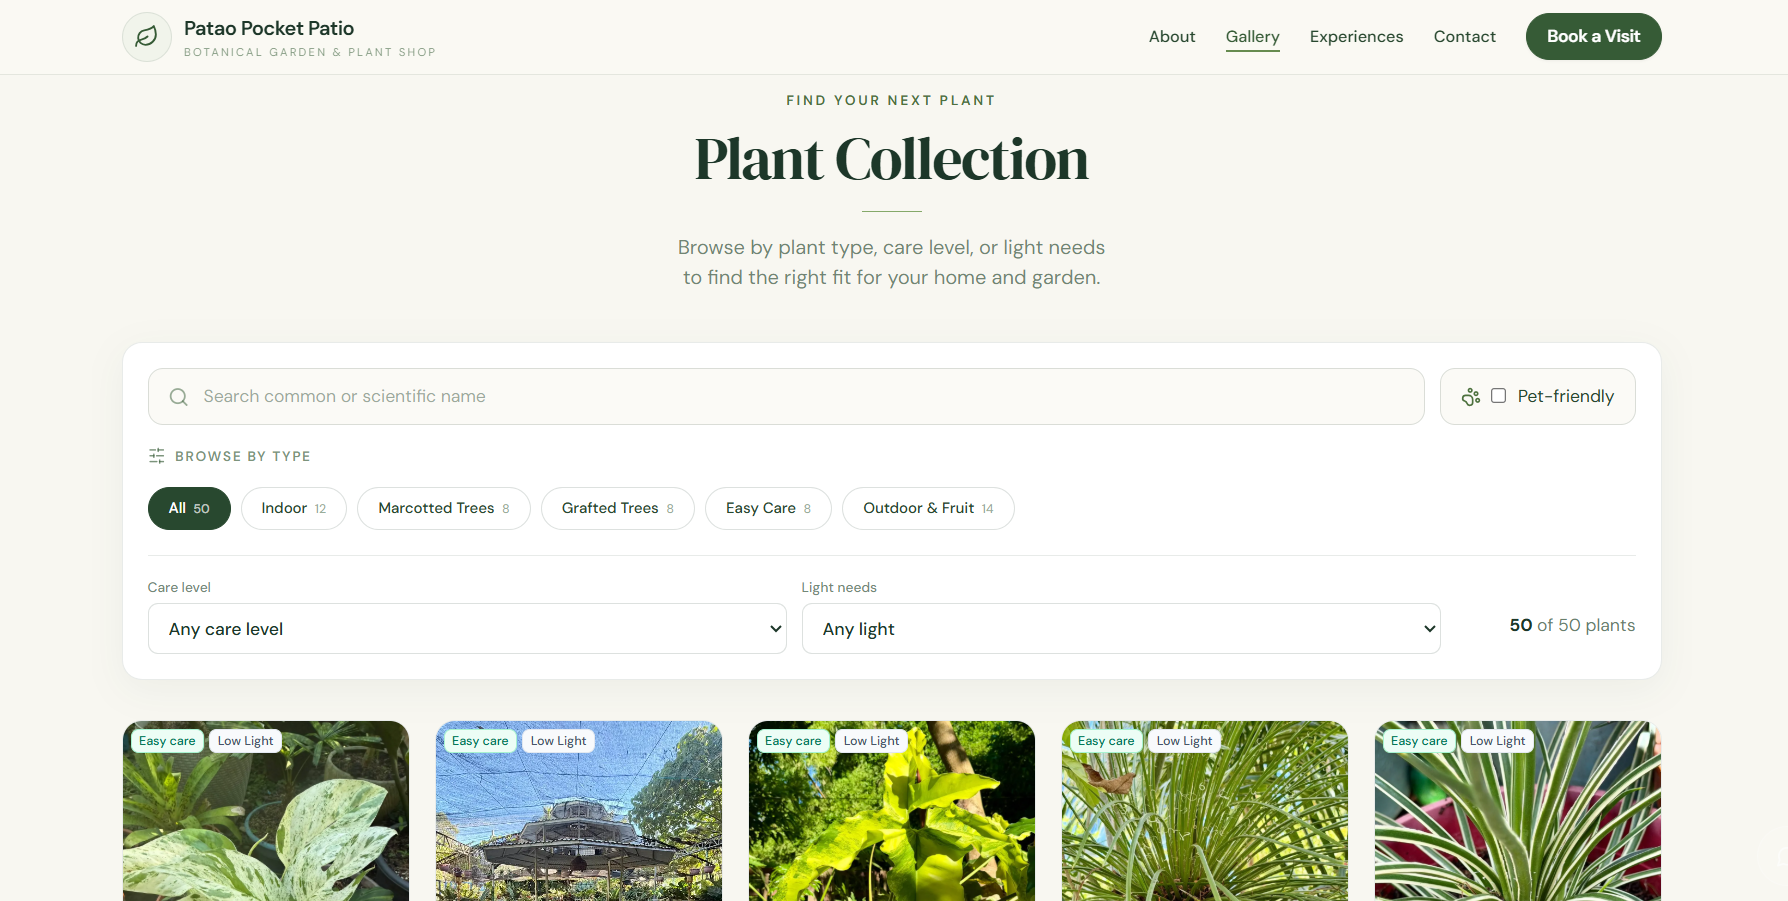 Patao Pocket Patio
BOTANICAL GARDEN & PLANT SHOP
About
Gallery
Experiences
Contact
Book a Visit
FIND YOUR NEXT PLANT
Plant Collection
Browse by plant type, care level, or light needs
to find the right fit for your home and garden.
Search common or scientific name
Pet-friendly
BROWSE BY TYPE
All 50
Indoor 12
Marcotted Trees 8
Grafted Trees 8
Easy Care 8
Outdoor & Fruit 14
Care level
Light needs
Any care level
Any light
50 of 50 plants
Easy care
Low Light
Easy care
Low Light
Easy care
Low Light
Easy care
Low Light
Easy care
Low Light